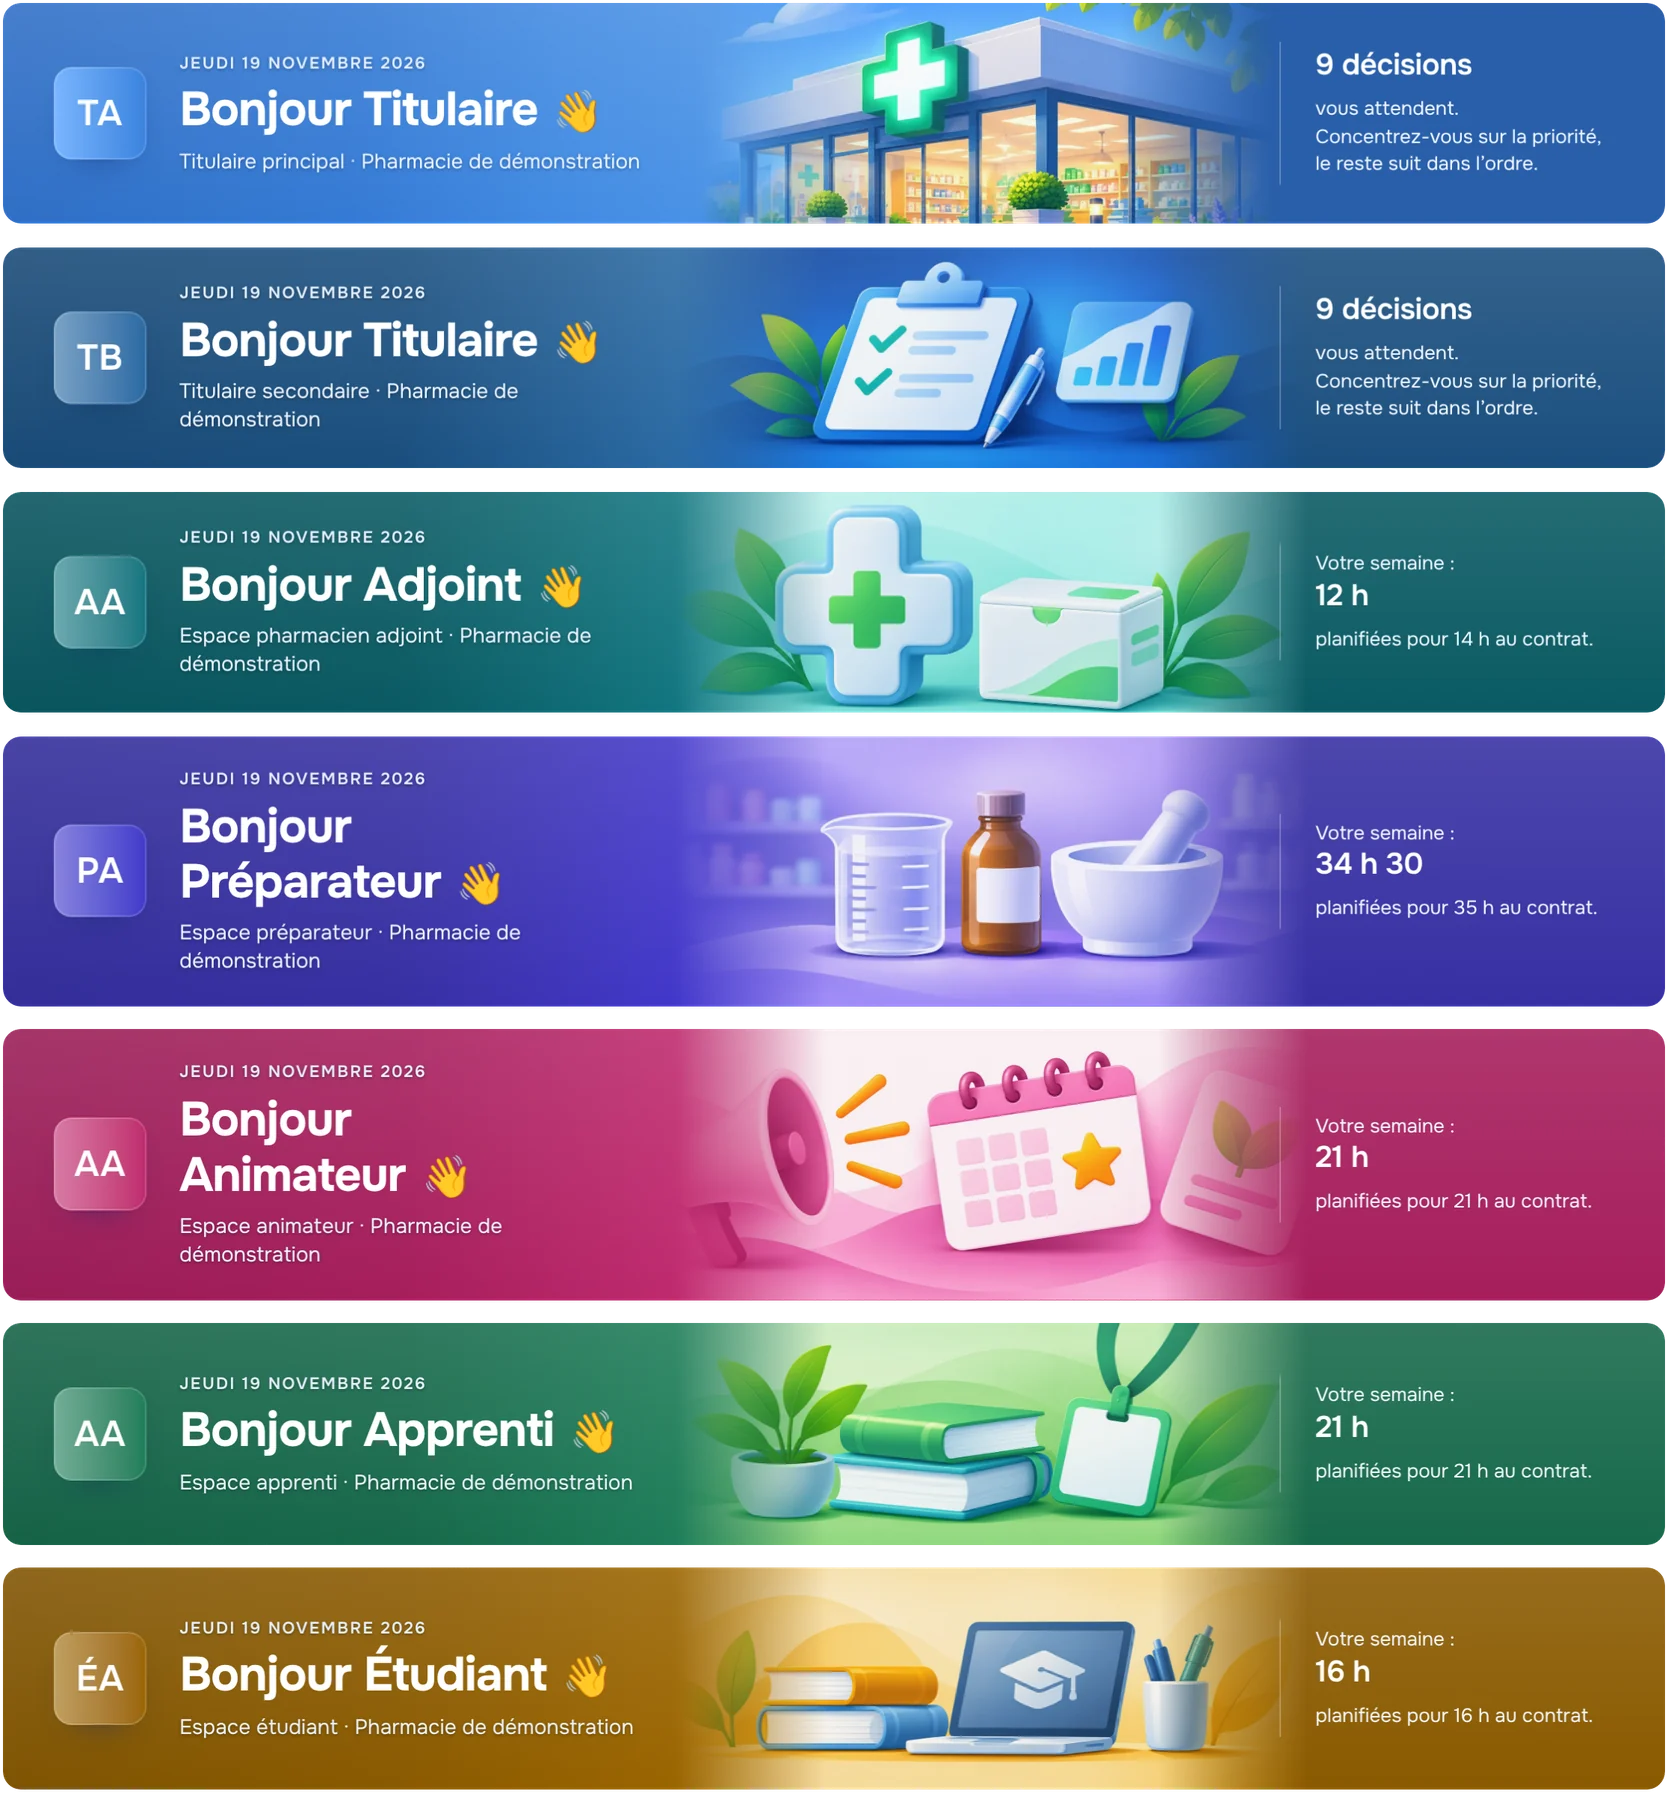 TA
JEUDI 19 NOVEMBRE 2026
Bonjour Titulaire 👋
Titulaire principal · Pharmacie de démonstration
9 décisions
vous attendent.
Concentrez-vous sur la priorité,
le reste suit dans l’ordre.
TB
JEUDI 19 NOVEMBRE 2026
Bonjour Titulaire 👋
Titulaire secondaire · Pharmacie de
démonstration
9 décisions
vous attendent.
Concentrez-vous sur la priorité,
le reste suit dans l’ordre.
AA
JEUDI 19 NOVEMBRE 2026
Bonjour Adjoint 👋
Espace pharmacien adjoint · Pharmacie de
démonstration
Votre semaine :
12 h
planifiées pour 14 h au contrat.
PA
JEUDI 19 NOVEMBRE 2026
Bonjour
Préparateur 👋
Espace préparateur · Pharmacie de
démonstration
Votre semaine :
34 h 30
planifiées pour 35 h au contrat.
AA
JEUDI 19 NOVEMBRE 2026
Bonjour
Animateur 👋
Espace animateur · Pharmacie de
démonstration
Votre semaine :
21 h
planifiées pour 21 h au contrat.
AA
JEUDI 19 NOVEMBRE 2026
Bonjour Apprenti 👋
Espace apprenti · Pharmacie de démonstration
Votre semaine :
21 h
planifiées pour 21 h au contrat.
ÉA
JEUDI 19 NOVEMBRE 2026
Bonjour Étudiant 👋
Espace étudiant · Pharmacie de démonstration
Votre semaine :
16 h
planifiées pour 16 h au contrat.